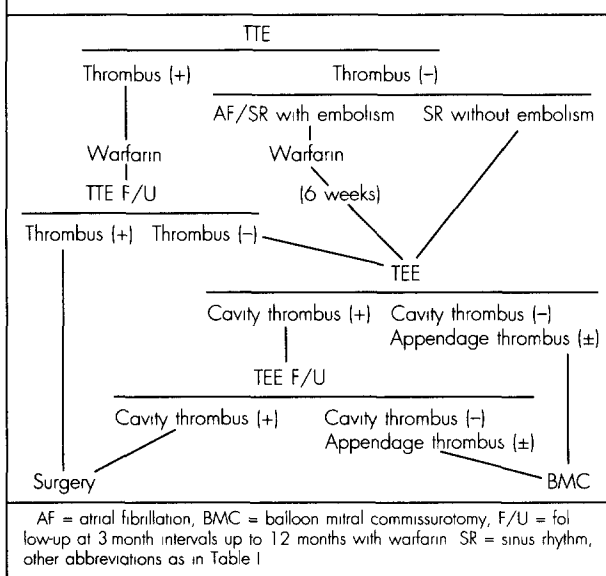 TTE
Thrombus (+) Thrombus (–)
AF/SR with embolism SR without embolism
Warfarin Warfarin
TTE F/U (6 weeks)
Thrombus (+) Thrombus (–)
TEE
Cavity thrombus (+) Cavity thrombus (–)
Appendage thrombus (±)
TEE F/U
Cavity thrombus (+) Cavity thrombus (–)
Appendage thrombus (±)
Surgery BMC
AF = atrial fibrillation, BMC = balloon mitral commissurotomy, F/U = fol
low-up at 3 month intervals up to 12 months with warfarin SR = sinus rhythm,
other abbreviations as in Table I